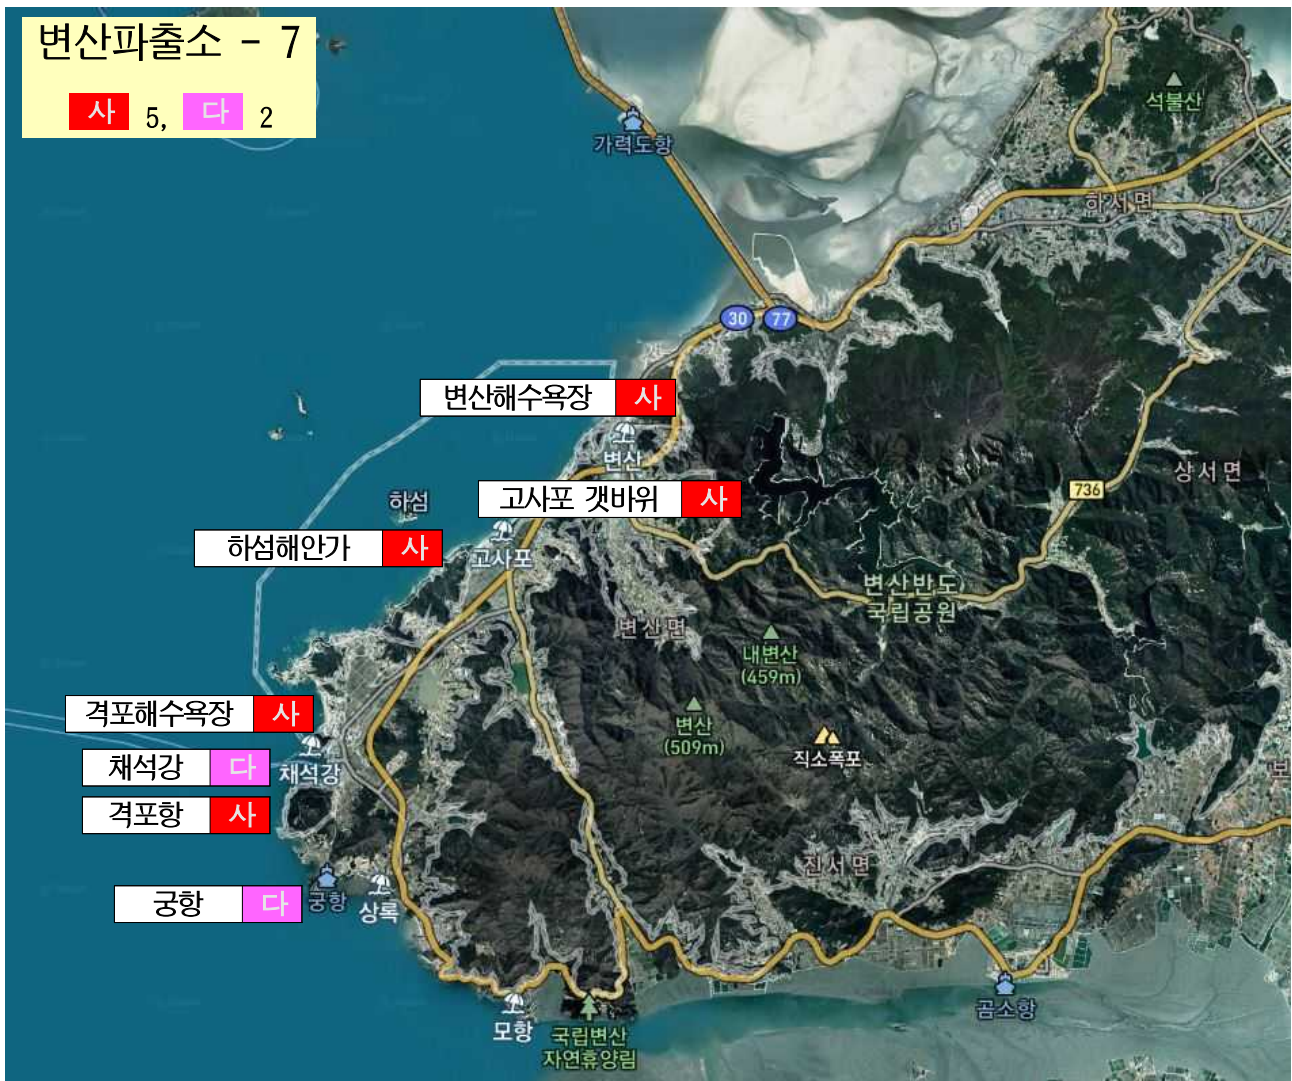 변산파출소 - 7
사 5, 다 2
석불산
가력도항
하서면
30 77
변산해수욕장 사
변산
상서면
736
하섬
고사포 갯바위 사
하섬해안가 사
고사포
변산반도
국립공원
변산면
내변산
(459m)
격포해수욕장 사
변산
(509m)
직소폭포
채석강 다
채석강
보
격포항 사
진서면
궁항 다
궁항
상록
곰소항
모항
국립변산
자연휴양림